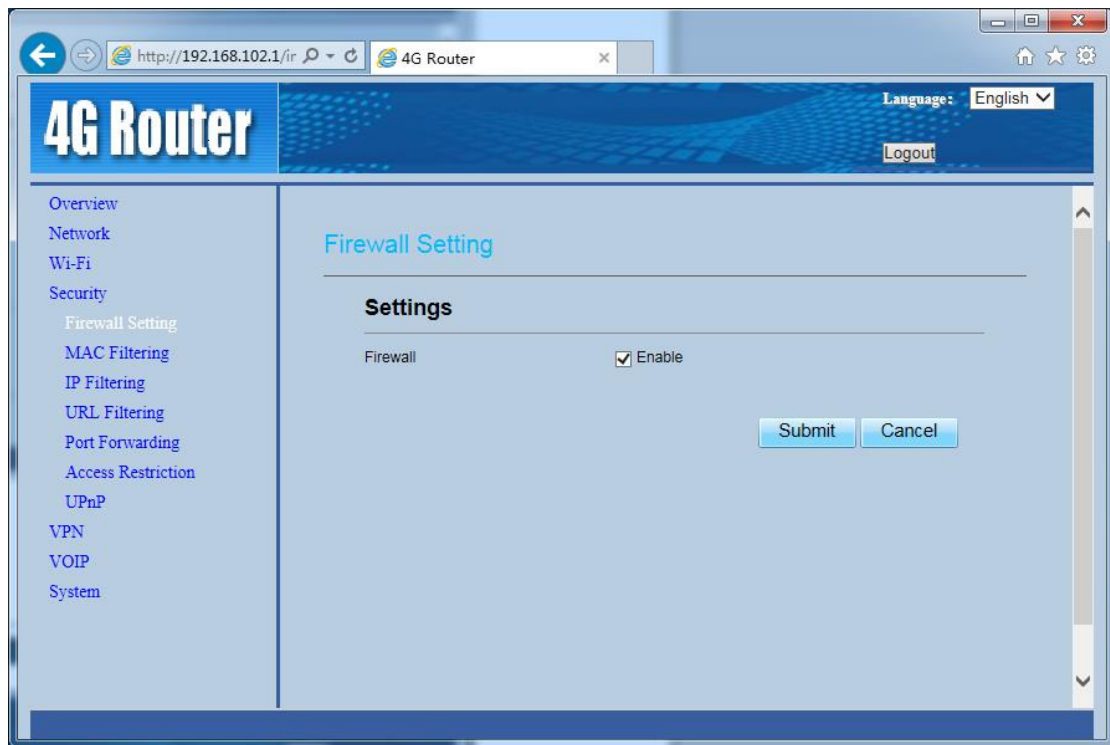 http://192.168.102.1/ir
4G Router
4G Router
Language: English
Logout
Overview
Network
Wi-Fi
Security
Firewall Setting
MAC Filtering
IP Filtering
URL Filtering
Port Forwarding
Access Restriction
UPnP
VPN
VOIP
System
Firewall Setting
Settings
Firewall Enable
Submit Cancel